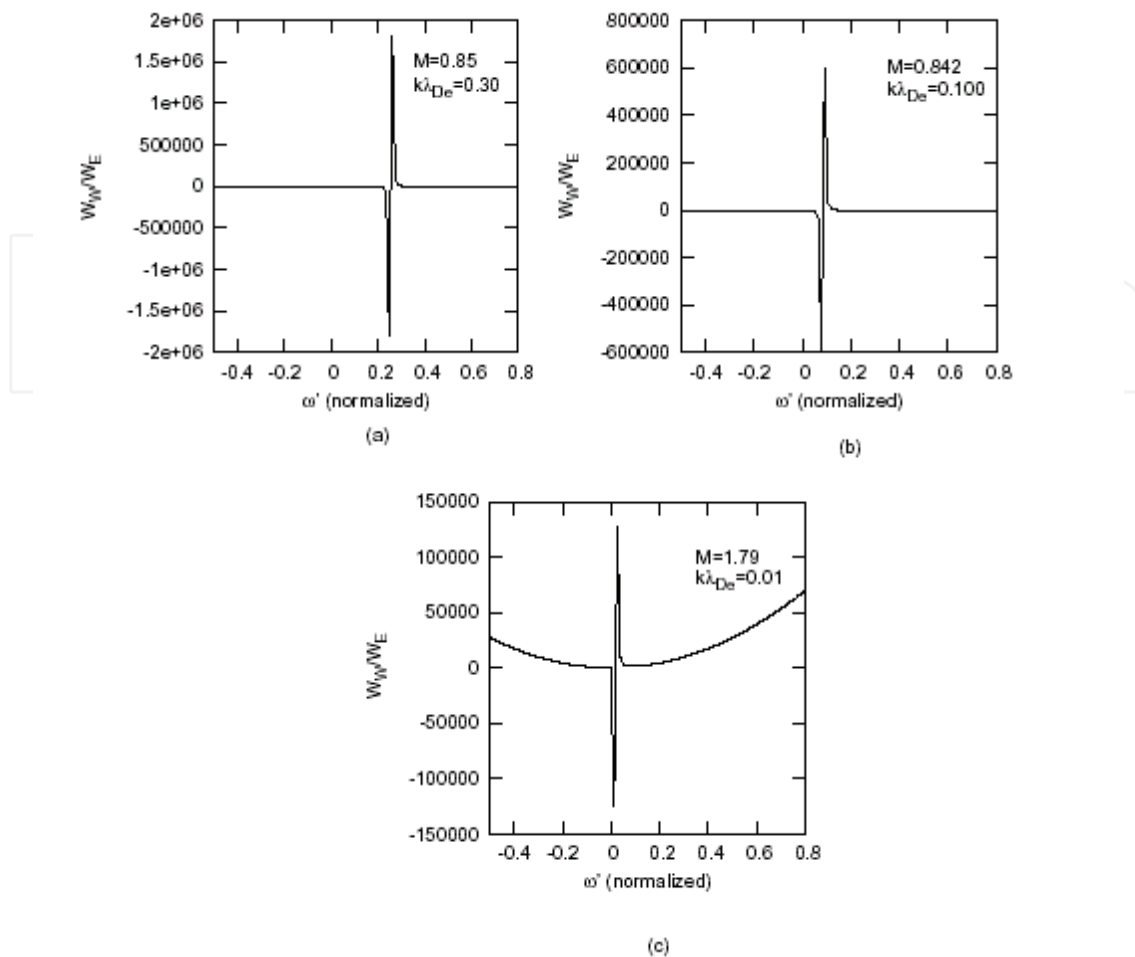 2e+06
1.5e+06
1e+06
500000
0
-500000
-1e+06
-1.5e+06
-2e+06
W_W/W_E
M=0.85
kλ_De=0.30
-0.4 -0.2 0 0.2 0.4 0.6 0.8
ω' (normalized)
(a)
800000
600000
400000
200000
0
-200000
-400000
-600000
W_W/W_E
M=0.842
kλ_De=0.100
-0.4 -0.2 0 0.2 0.4 0.6 0.8
ω' (normalized)
(b)
150000
100000
50000
0
-50000
-100000
-150000
W_W/W_E
M=1.79
kλ_De=0.01
-0.4 -0.2 0 0.2 0.4 0.6 0.8
ω' (normalized)
(c)